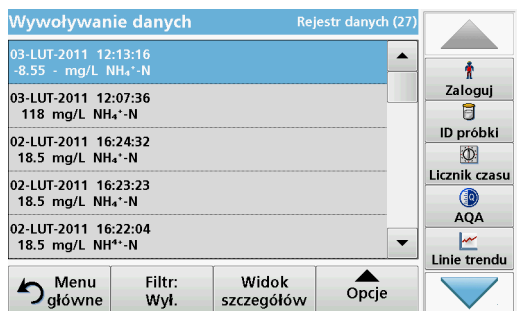 Wywoływanie danych
Rejestr danych (27)
03-LUT-2011 12:13:16
-8.55 - mg/L NH₄⁺-N
03-LUT-2011 12:07:36
118 mg/L NH₄⁺-N
02-LUT-2011 16:24:32
18.5 mg/L NH₄⁺-N
02-LUT-2011 16:23:23
18.5 mg/L NH₄⁺-N
02-LUT-2011 16:22:04
18.5 mg/L NH⁴⁺-N
Zaloguj
ID próbki
Licznik czasu
AQA
Linie trendu
Menu
główne
Filtr:
Wył.
Widok
szczegółów
Opcje